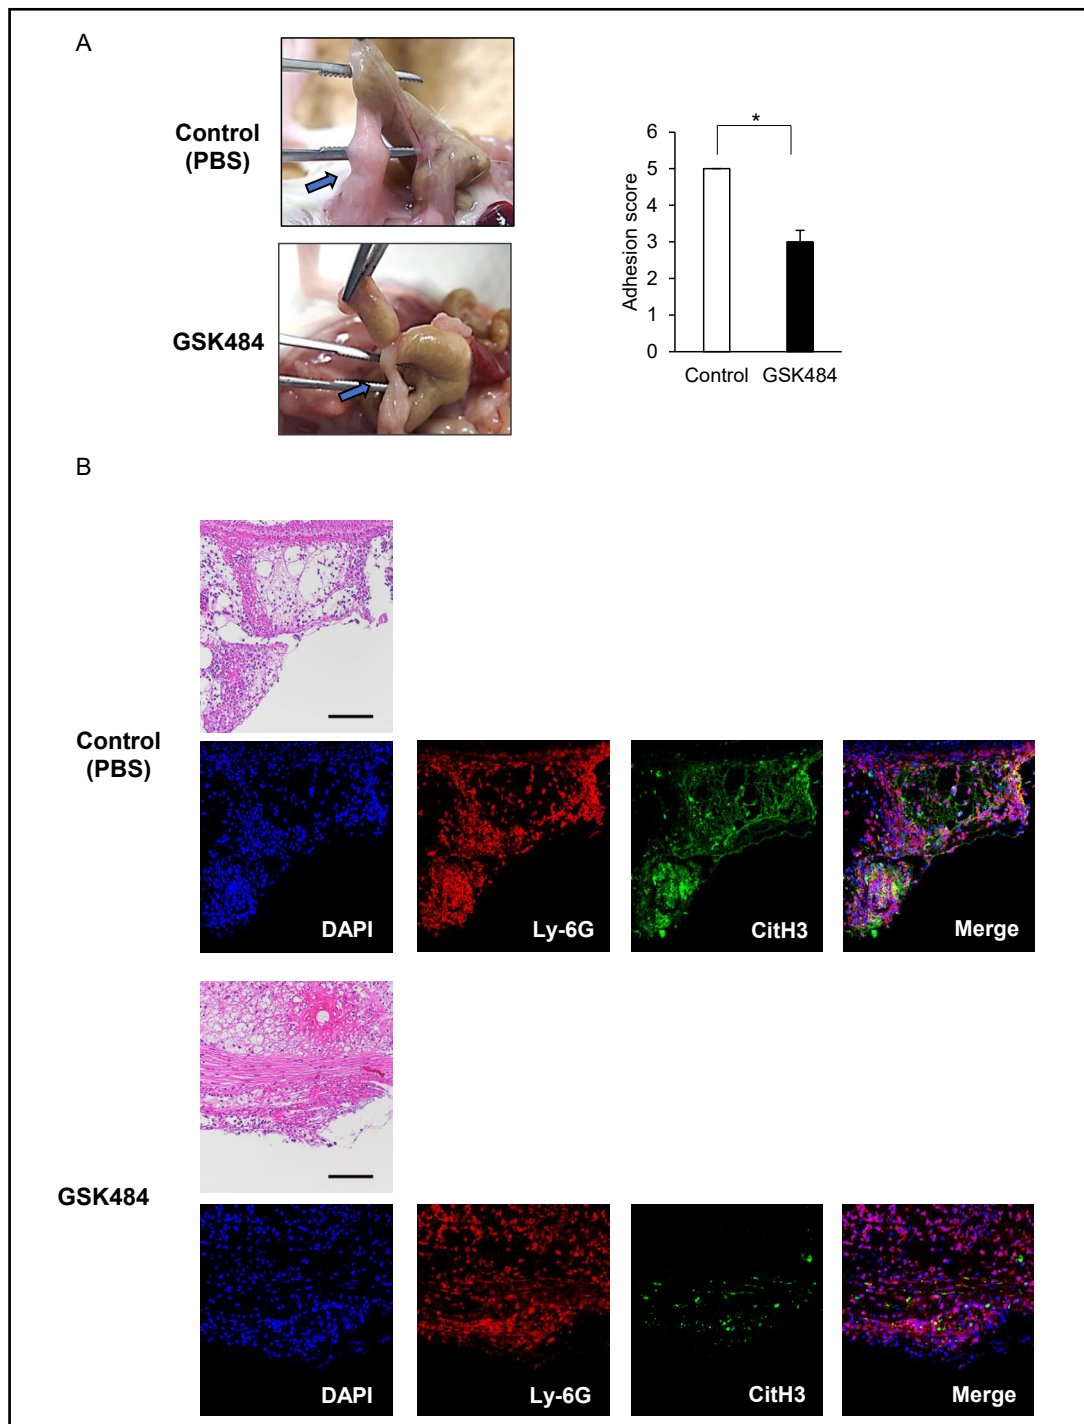 A
Control
(PBS)
GSK484
*
Adhesion score
6
5
4
3
2
1
0
Control
GSK484
B
Control
(PBS)
DAPI
Ly-6G
CitH3
Merge
GSK484
DAPI
Ly-6G
CitH3
Merge